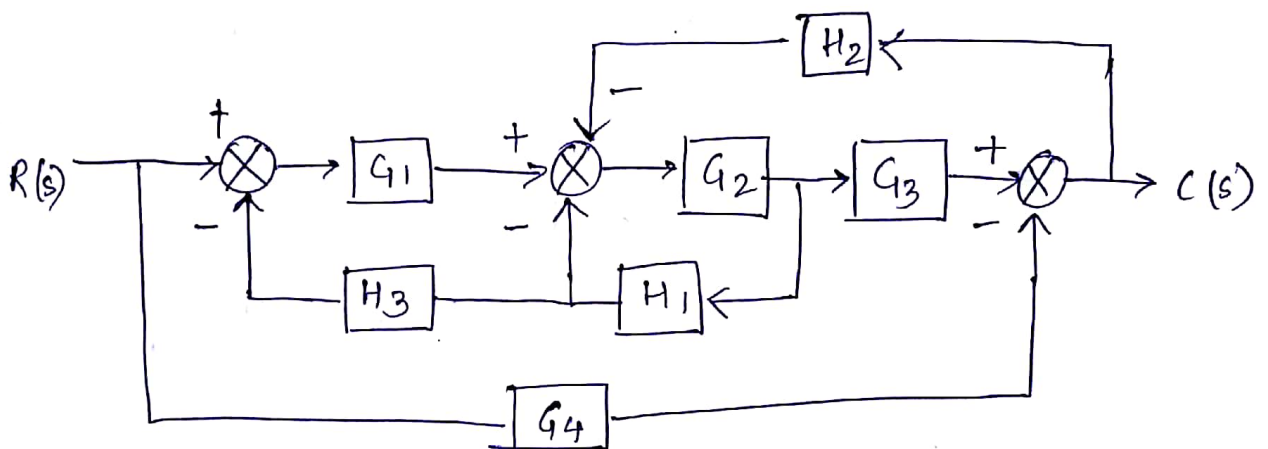 H2
-
+ + +
R(s) G1 G2 G3 C(s)
- - -
H3 H1
G4